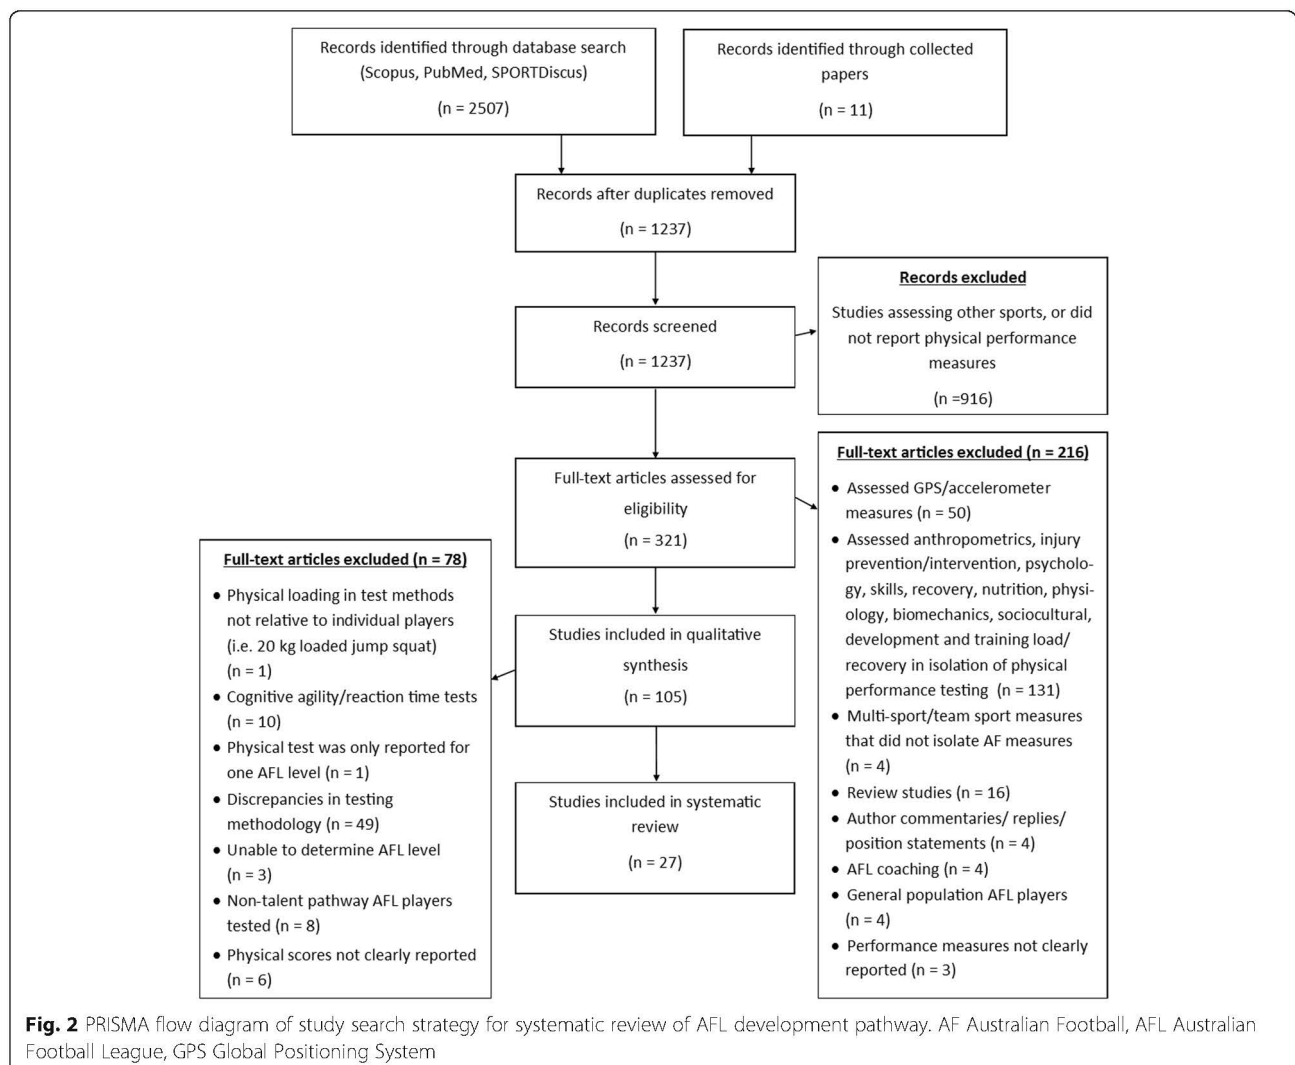 Records identified through database search
(Scopus, PubMed, SPORTDiscus)
(n = 2507)
Records identified through collected
papers
(n = 11)
Records after duplicates removed
(n = 1237)
Records screened
(n = 1237)
Records excluded
Studies assessing other sports, or did
not report physical performance
measures
(n =916)
Full-text articles assessed for
eligibility
(n = 321)
Full-text articles excluded (n = 216)
● Assessed GPS/accelerometer
measures (n = 50)
● Assessed anthropometrics, injury
prevention/intervention, psycholo-
gy, skills, recovery, nutrition, physi-
ology, biomechanics, sociocultural,
development and training load/
recovery in isolation of physical
performance testing (n = 131)
● Multi-sport/team sport measures
that did not isolate AF measures
(n = 4)
● Review studies (n = 16)
● Author commentaries/ replies/
position statements (n = 4)
● AFL coaching (n = 4)
● General population AFL players
(n = 4)
● Performance measures not clearly
reported (n = 3)
Studies included in qualitative
synthesis
(n = 105)
Full-text articles excluded (n = 78)
● Physical loading in test methods
not relative to individual players
(i.e. 20 kg loaded jump squat)
(n = 1)
● Cognitive agility/reaction time tests
(n = 10)
● Physical test was only reported for
one AFL level (n = 1)
● Discrepancies in testing
methodology (n = 49)
● Unable to determine AFL level
(n = 3)
● Non-talent pathway AFL players
tested (n = 8)
● Physical scores not clearly reported
(n = 6)
Studies included in systematic
review
(n = 27)
Fig. 2 PRISMA flow diagram of study search strategy for systematic review of AFL development pathway. AF Australian Football, AFL Australian
Football League, GPS Global Positioning System